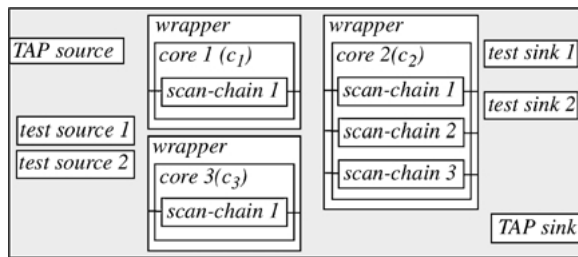 TAP source
test source 1
test source 2
wrapper
core 1 (c1)
scan-chain 1
wrapper
core 3(c3)
scan-chain 1
wrapper
core 2(c2)
scan-chain 1
scan-chain 2
scan-chain 3
test sink 1
test sink 2
TAP sink